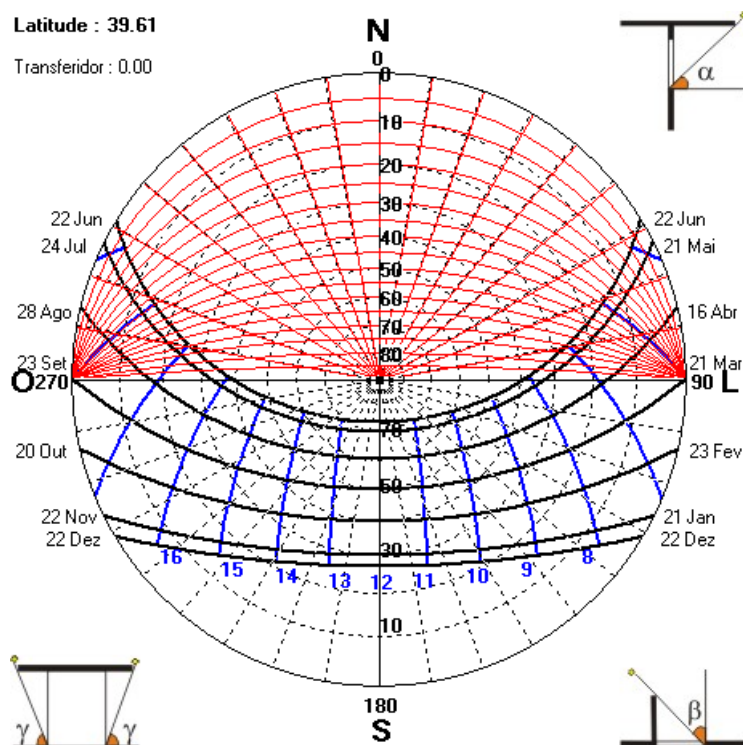 Latitude : 39.61
Transferidor : 0.00
N
0
0
10
20
30
40
50
60
70
80
α
22 Jun
24 Jul
28 Ago
23 Set
O 270
20 Out
22 Nov
22 Dez
22 Jun
21 Mai
16 Abr
21 Mar
90 L
23 Fev
21 Jan
22 Dez
70
50
30
10
16
15
14
13
12
11
10
9
8
180
S
γ γ
β